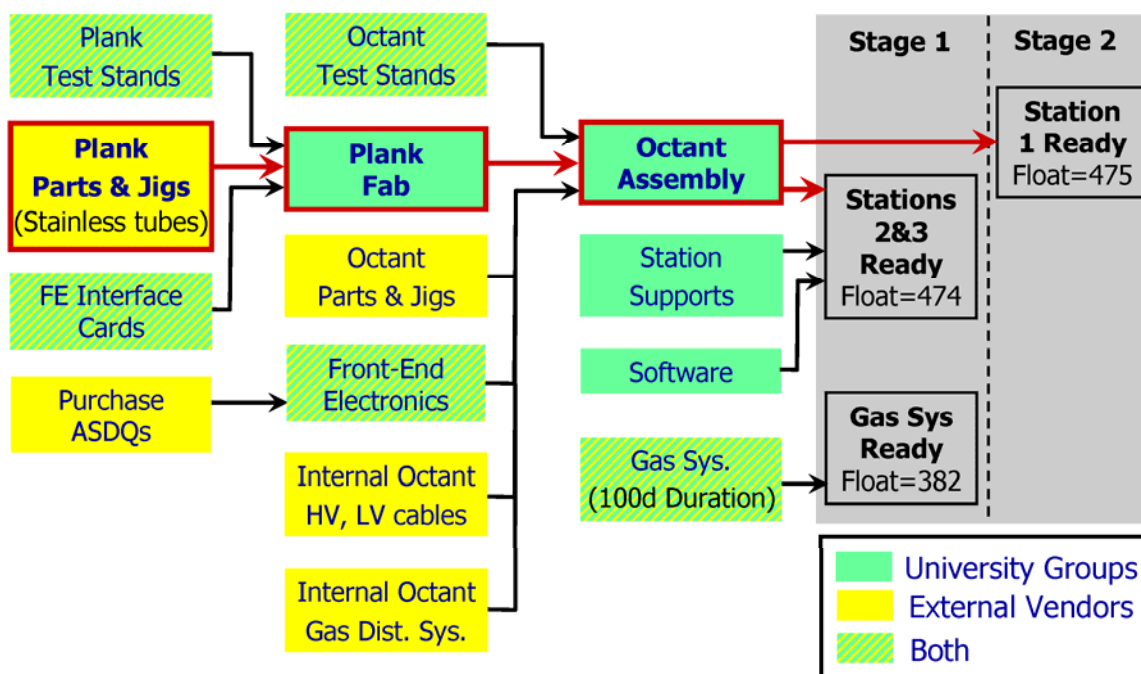 Plank
Test Stands
Plank
Parts & Jigs
(Stainless tubes)
FE Interface
Cards
Purchase
ASDQs
Octant
Test Stands
Plank
Fab
Octant
Parts & Jigs
Front-End
Electronics
Internal Octant
HV, LV cables
Internal Octant
Gas Dist. Sys.
Octant
Assembly
Station
Supports
Software
Gas Sys.
(100d Duration)
Stage 1
Stations
2&3
Ready
Float=474
Gas Sys
Ready
Float=382
Stage 2
Station
1 Ready
Float=475
University Groups
External Vendors
Both